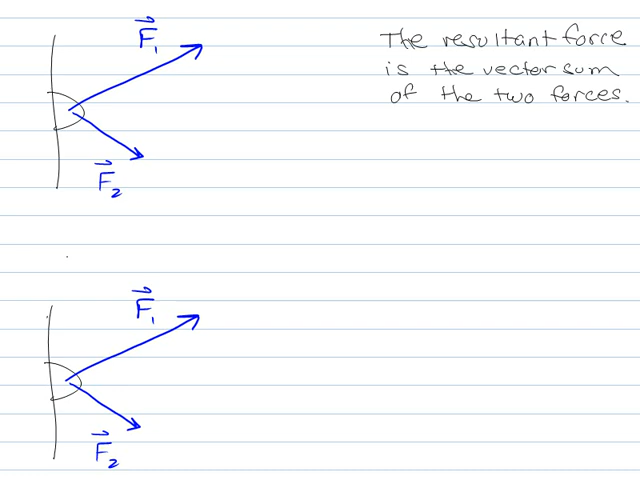 F₁
The resultant force
is the vector sum
of the two forces.
F₂
F₁
F₂